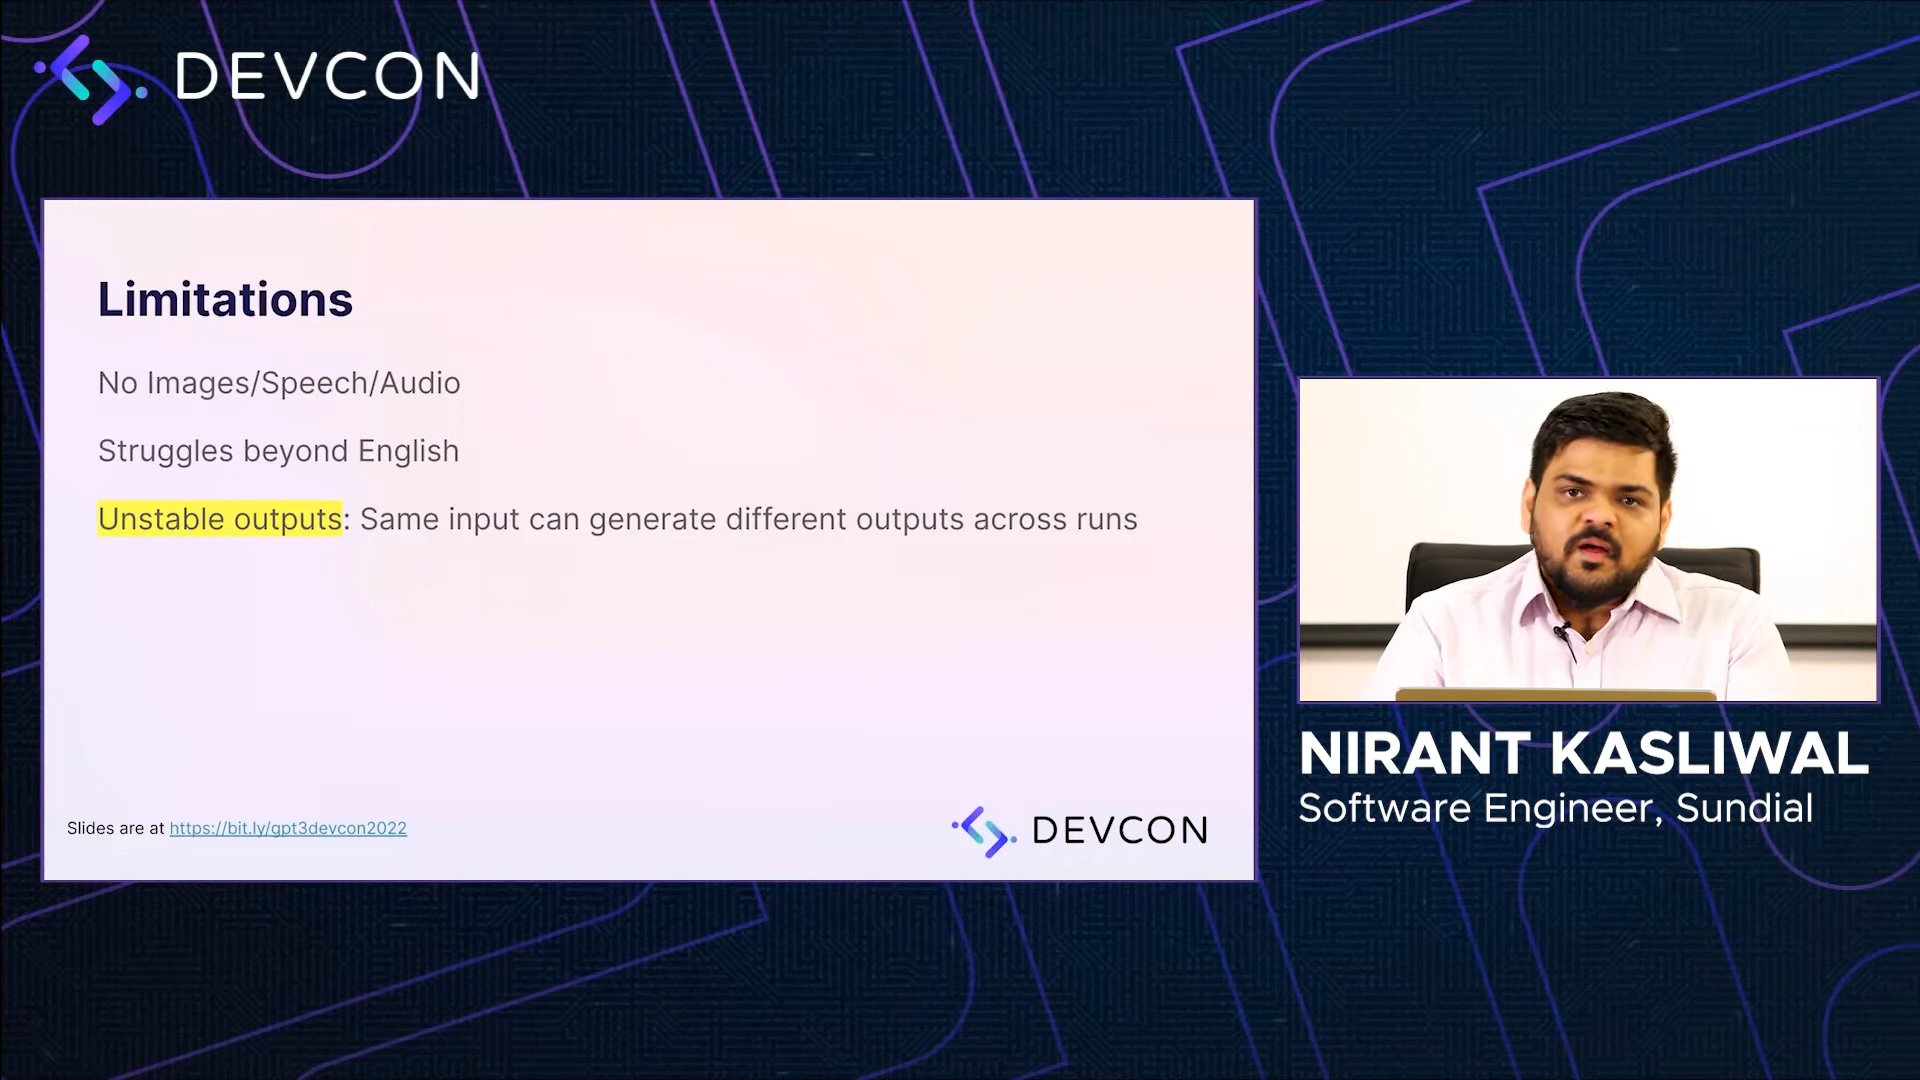 DEVCON
Limitations
No Images/Speech/Audio
Struggles beyond English
Unstable outputs: Same input can generate different outputs across runs
Slides are at https://bit.ly/gpt3devcon2022
DEVCON
NIRANT KASLIWAL
Software Engineer, Sundial